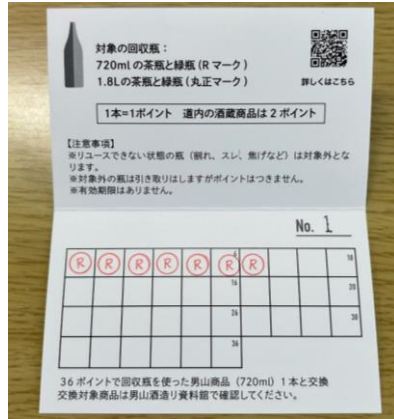 対象の回収瓶：
720mlの茶瓶と緑瓶(Rマーク)
1.8Lの茶瓶と緑瓶(丸正マーク)
詳しくはこちら
1本=1ポイント 道内の酒蔵商品は2ポイント
【注意事項】
※リユースできない状態の瓶（割れ、スレ、焦げなど）は対象外とな
ります。
※対象外の瓶は引き取りはしますがポイントはつきません。
※有効期限はありません。
No. 1
R R R R R 6 R R 10
16 20
26 30
36
36ポイントで回収瓶を使った男山商品（720ml）1本と交換
交換対象商品は男山酒造り資料館で確認してください。